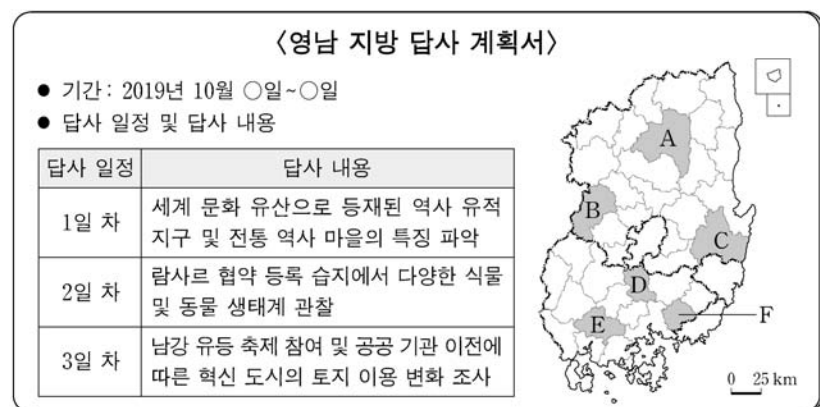 〈영남 지방 답사 계획서〉
● 기간 : 2019년 10월 ○일~○일
● 답사 일정 및 답사 내용
답사 일정 답사 내용
1일 차 세계 문화 유산으로 등재된 역사 유적
지구 및 전통 역사 마을의 특징 파악
2일 차 람사르 협약 등록 습지에서 다양한 식물
및 동물 생태계 관찰
3일 차 남강 유등 축제 참여 및 공공 기관 이전에
따른 혁신 도시의 토지 이용 변화 조사
A
B
C
D
E
F
0 25 km